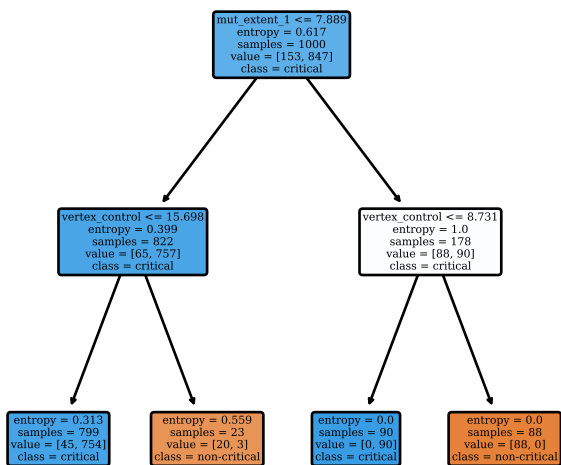 mut_extent_1 <= 7.889
entropy = 0.617
samples = 1000
value = [153, 847]
class = critical
vertex_control <= 15.698
entropy = 0.399
samples = 822
value = [65, 757]
class = critical
vertex_control <= 8.731
entropy = 1.0
samples = 178
value = [88, 90]
class = critical
entropy = 0.313
samples = 799
value = [45, 754]
class = critical
entropy = 0.559
samples = 23
value = [20, 3]
class = non-critical
entropy = 0.0
samples = 90
value = [0, 90]
class = critical
entropy = 0.0
samples = 88
value = [88, 0]
class = non-critical